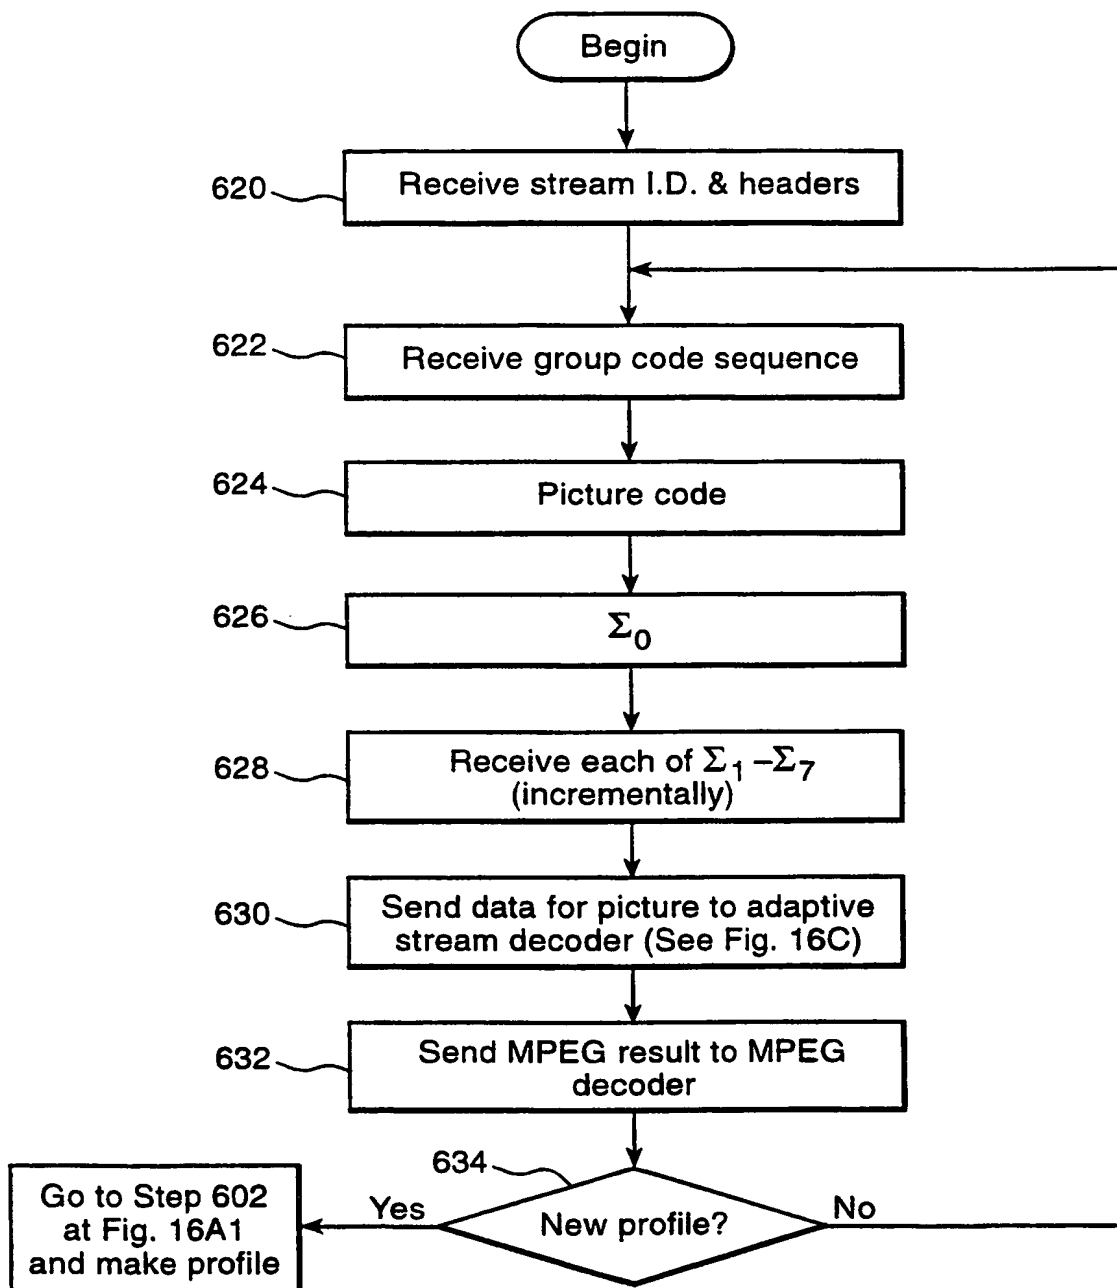 Begin
620
Receive stream I.D. & headers
622
Receive group code sequence
624
Picture code
626
Σ0
628
Receive each of Σ1–Σ7
(incrementally)
630
Send data for picture to adaptive
stream decoder (See Fig. 16C)
632
Send MPEG result to MPEG
decoder
634
New profile?
Yes
No
Go to Step 602
at Fig. 16A1
and make profile